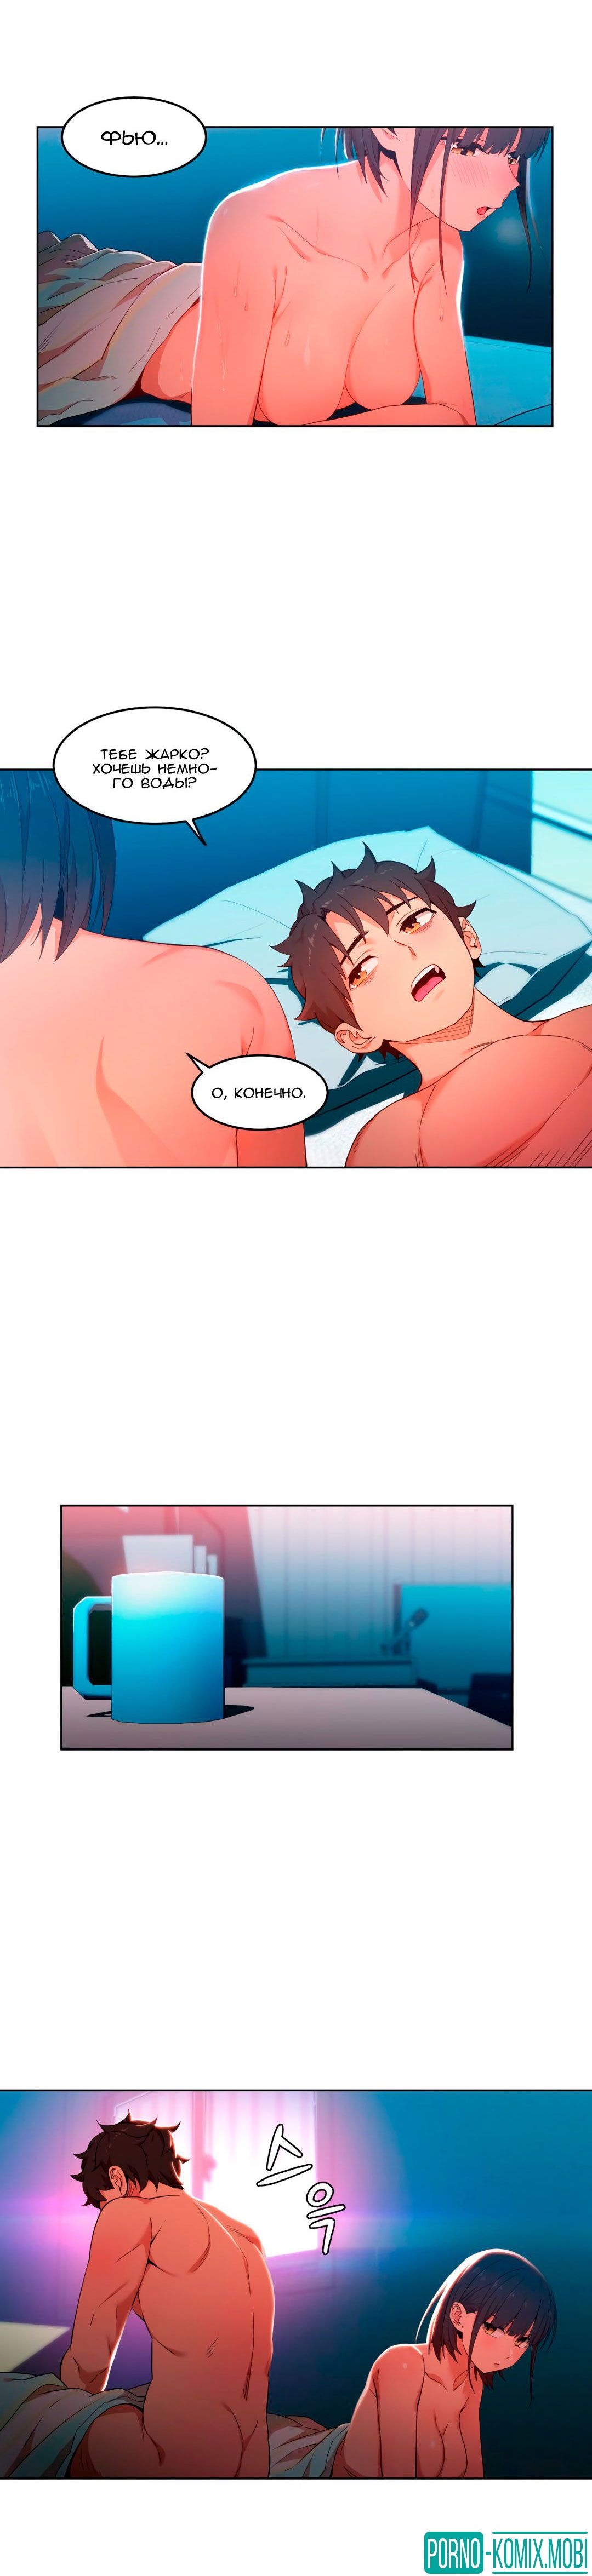 ФЬЮ...
ТЕБЕ ЖАРКО?
ХОЧЕШЬ НЕМНО-
ГО ВОДЫ?
О, КОНЕЧНО.
스
윽
PORNO-KOMIX.MOBI